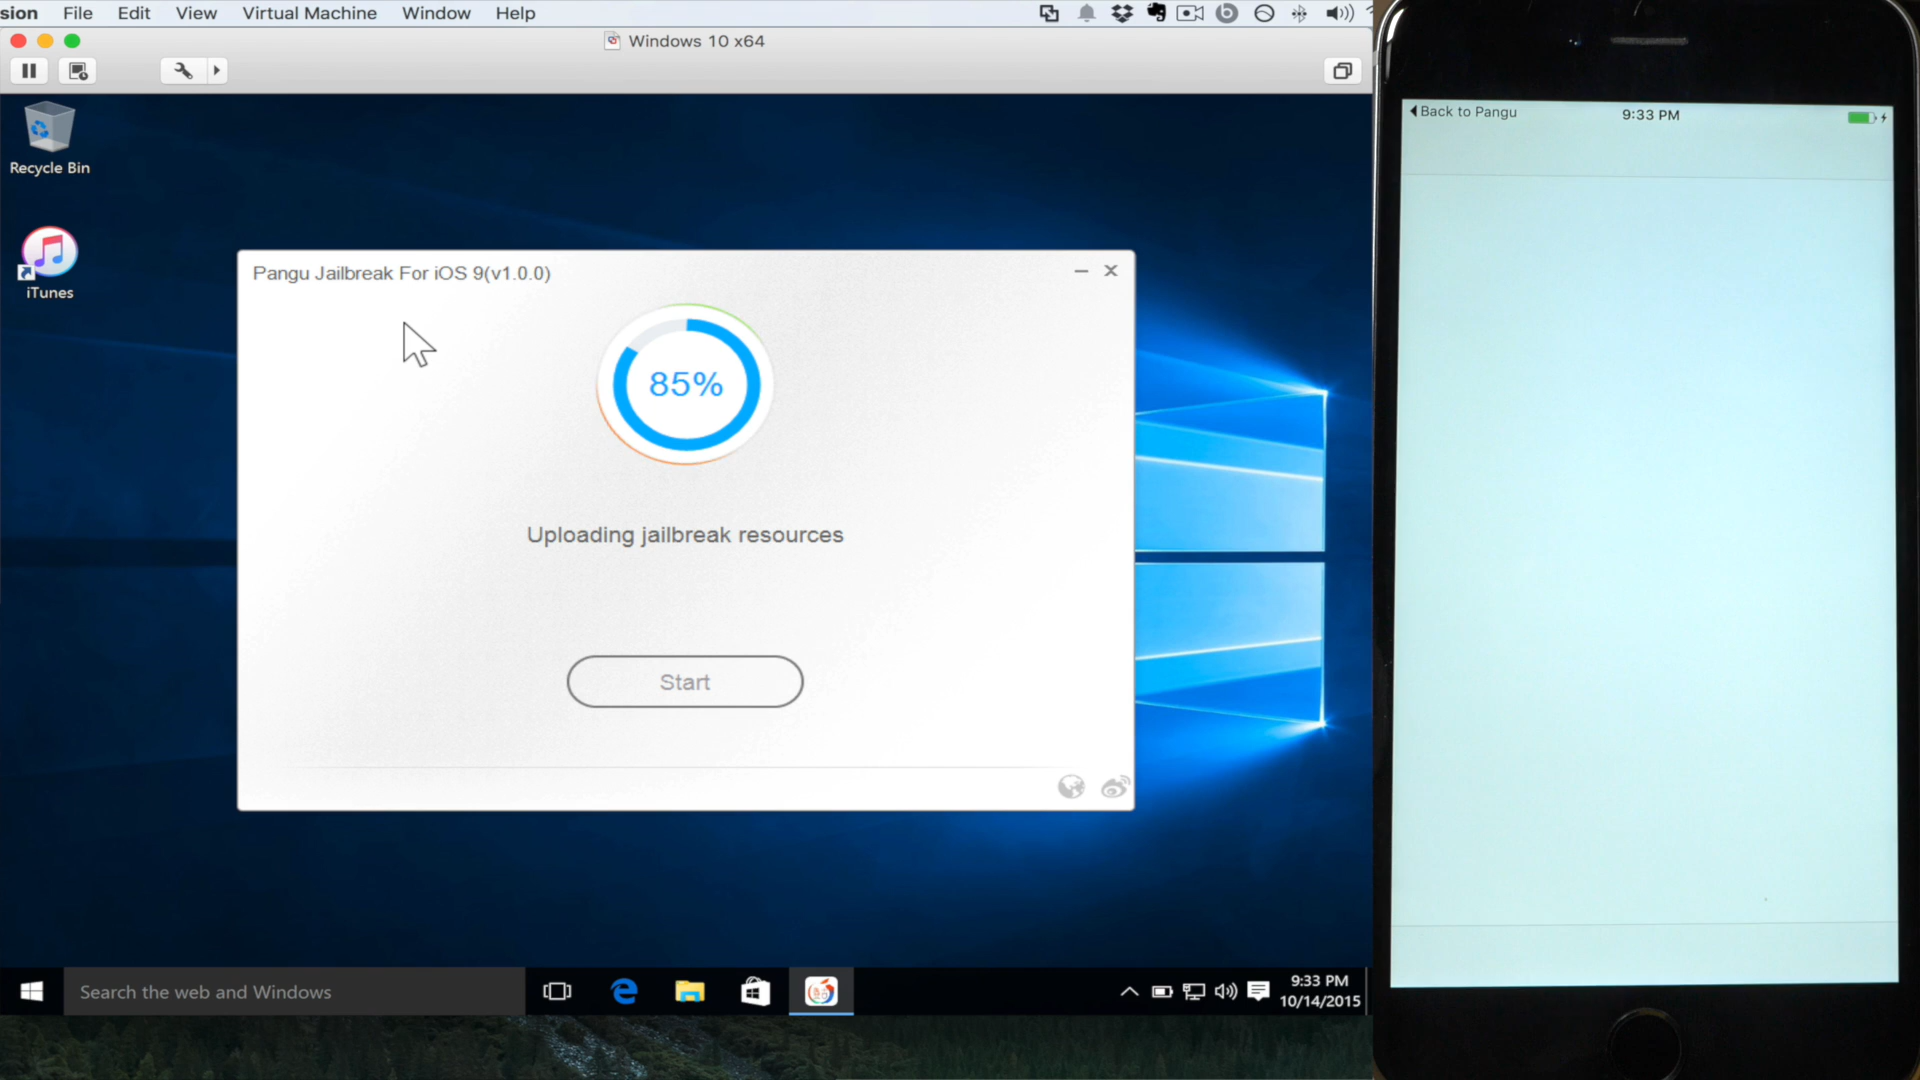 sion File Edit View Virtual Machine Window Help
Windows 10 x64
Recycle Bin
iTunes
Pangu Jailbreak For iOS 9(v1.0.0)
85%
Uploading jailbreak resources
Start
Search the web and Windows
9:33 PM
10/14/2015
Back to Pangu
9:33 PM